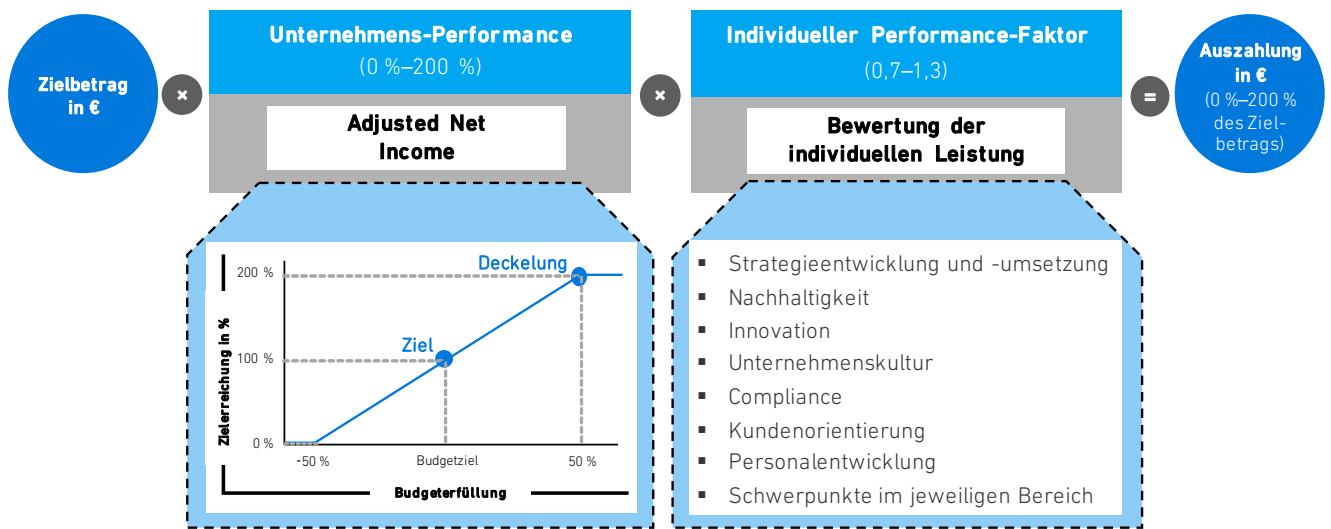 Zielbetrag
in €
×
Unternehmens-Performance
(0 %–200 %)
Adjusted Net
Income
×
Individueller Performance-Faktor
(0,7–1,3)
Bewertung der
individuellen Leistung
=
Auszahlung
in €
(0 %–200 %
des Ziel-
betrags)
Zielerreichung in %
200 %
100 %
0 %
Deckelung
Ziel
-50 %
Budgetziel
50 %
Budgeterfüllung
▪ Strategieentwicklung und -umsetzung
▪ Nachhaltigkeit
▪ Innovation
▪ Unternehmenskultur
▪ Compliance
▪ Kundenorientierung
▪ Personalentwicklung
▪ Schwerpunkte im jeweiligen Bereich